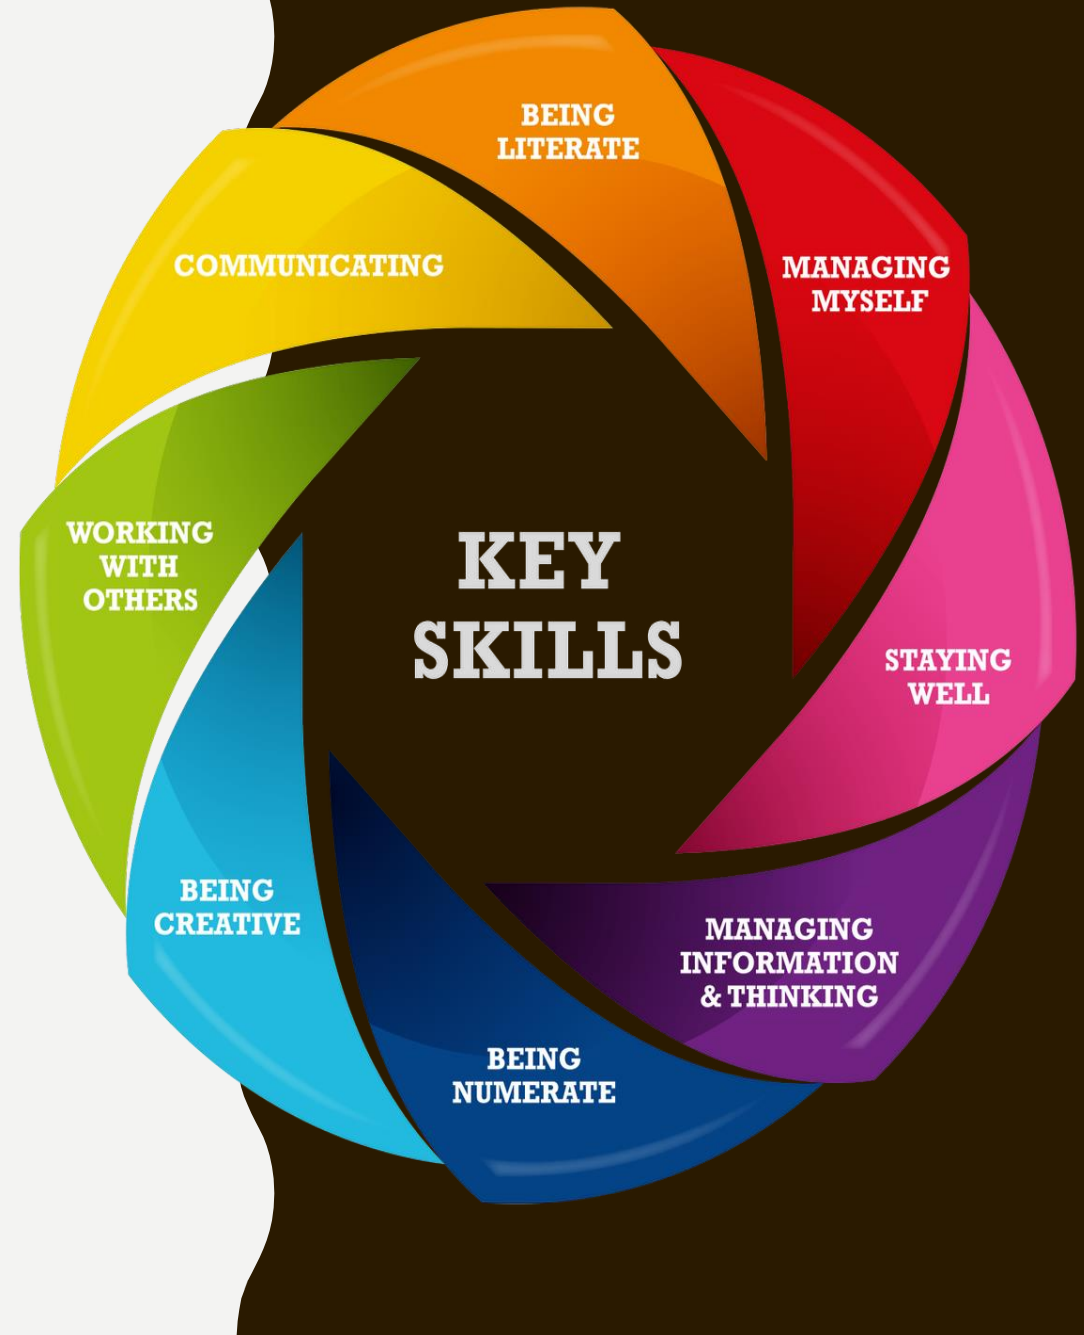 BEING
LITERATE
MANAGING
MYSELF
COMMUNICATING
WORKING
WITH
OTHERS
KEY
SKILLS
STAYING
WELL
BEING
CREATIVE
MANAGING
INFORMATION
& THINKING
BEING
NUMERATE